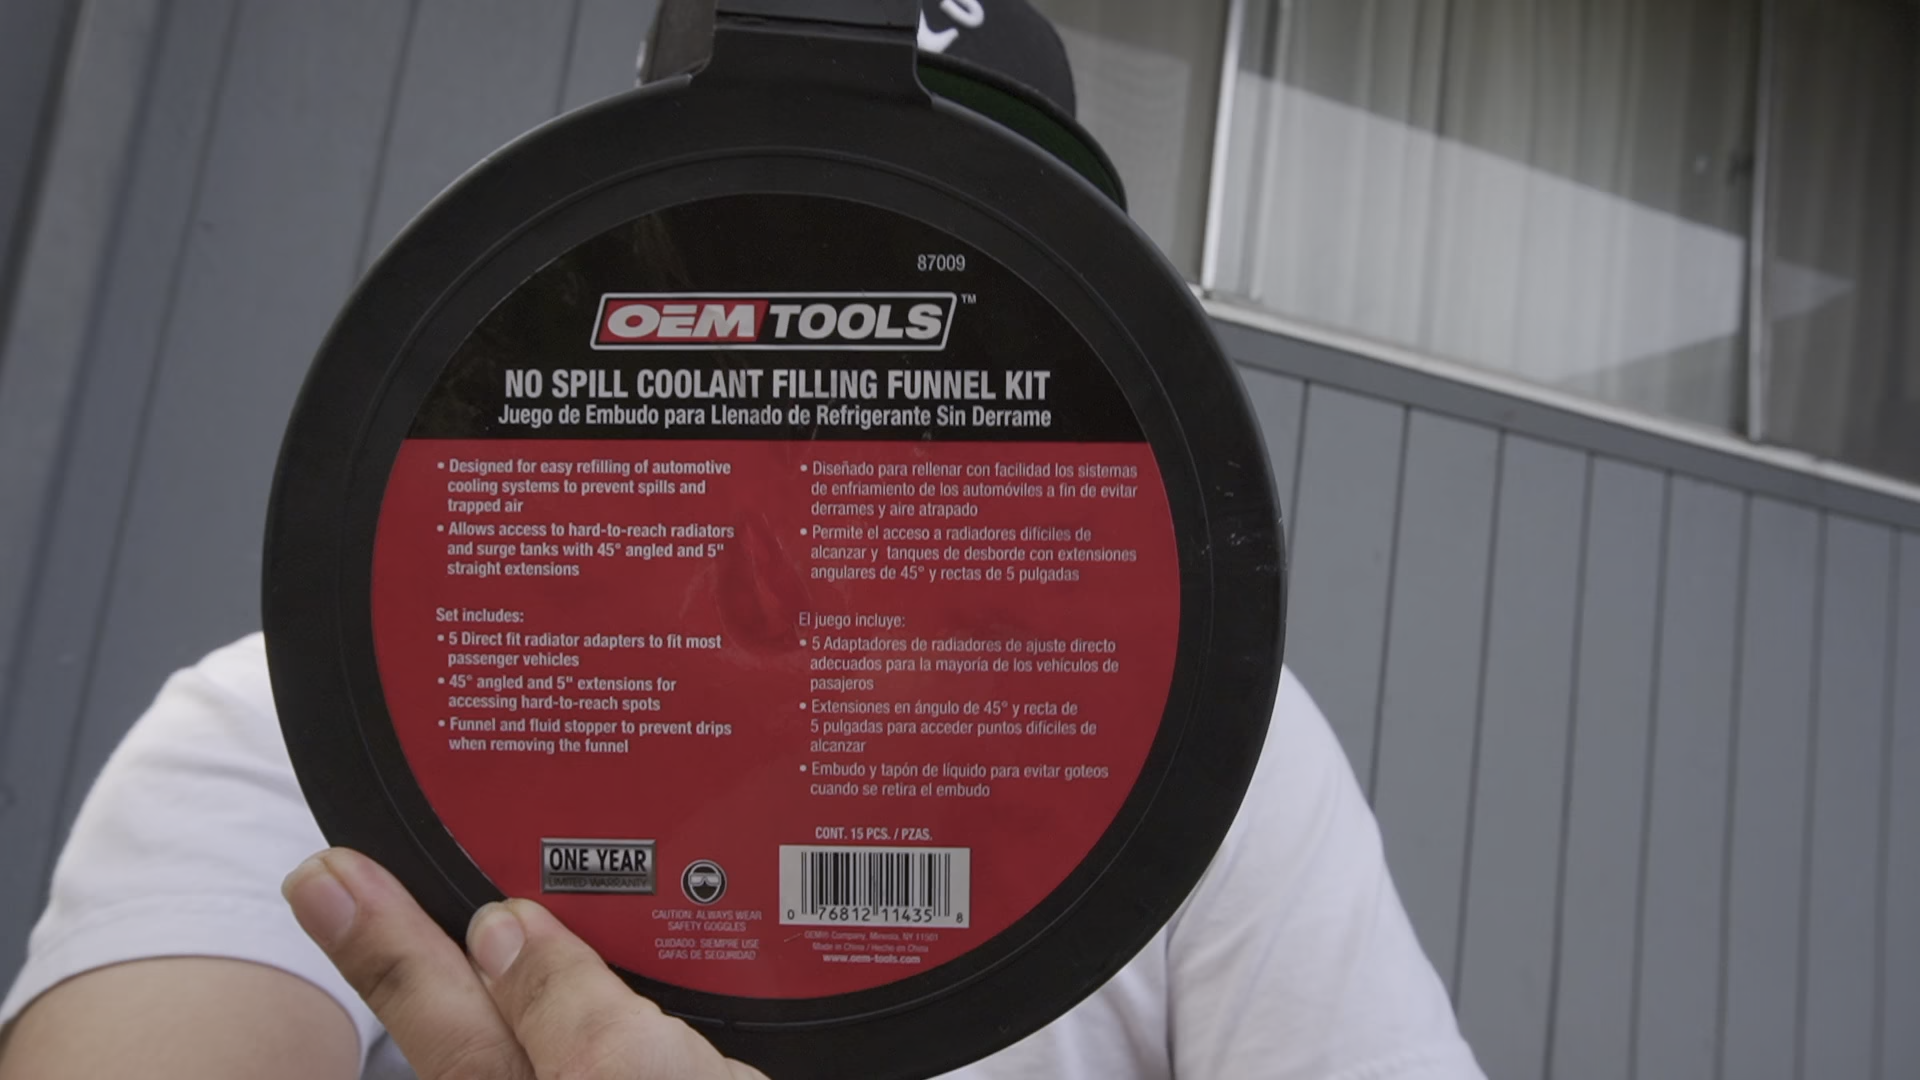 87009
OEMTOOLS™
NO SPILL COOLANT FILLING FUNNEL KIT
Juego de Embudo para Llenado de Refrigerante Sin Derrame
• Designed for easy refilling of automotive
cooling systems to prevent spills and
trapped air
• Allows access to hard-to-reach radiators
and surge tanks with 45° angled and 5"
straight extensions
Set includes:
• 5 Direct fit radiator adapters to fit most
passenger vehicles
• 45° angled and 5" extensions for
accessing hard-to-reach spots
• Funnel and fluid stopper to prevent drips
when removing the funnel
• Diseñado para rellenar con facilidad los sistemas
de enfriamiento de los automóviles a fin de evitar
derrames y aire atrapado
• Permite el acceso a radiadores difíciles de
alcanzar y tanques de desborde con extensiones
angulares de 45° y rectas de 5 pulgadas
El juego incluye:
• 5 Adaptadores de radiadores de ajuste directo
adecuados para la mayoría de los vehículos de
pasajeros
• Extensiones en ángulo de 45° y recta de
5 pulgadas para acceder puntos difíciles de
alcanzar
• Embudo y tapón de líquido para evitar goteos
cuando se retira el embudo
CONT. 15 PCS. / PZAS.
ONE YEAR
LIMITED WARRANTY
CAUTION: ALWAYS WEAR
SAFETY GOGGLES
CUIDADO: SIEMPRE USE
GAFAS DE SEGURIDAD
0 76812 11435 8
Company, Mineola, NY 11501
Made in China / Hecho en China
www.oem-tools.com